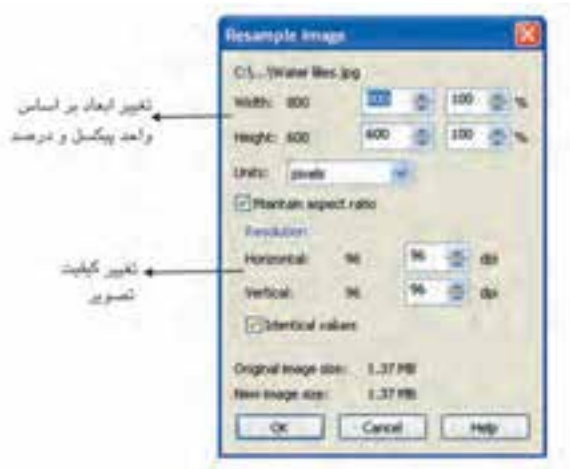 Resample Image
C:\...\Water lilies.jpg
Width: 800 800 100 %
Height: 600 600 100 %
Units: pixels
Maintain aspect ratio
Resolution
Horizontal: 96 96 dpi
Vertical: 96 96 dpi
Identical values
Original image size: 1.37 MB
New image size: 1.37 MB
OK Cancel Help
تغییر ابعاد بر اساس
واحد پیکسل و درصد
تغییر کیفیت
تصویر